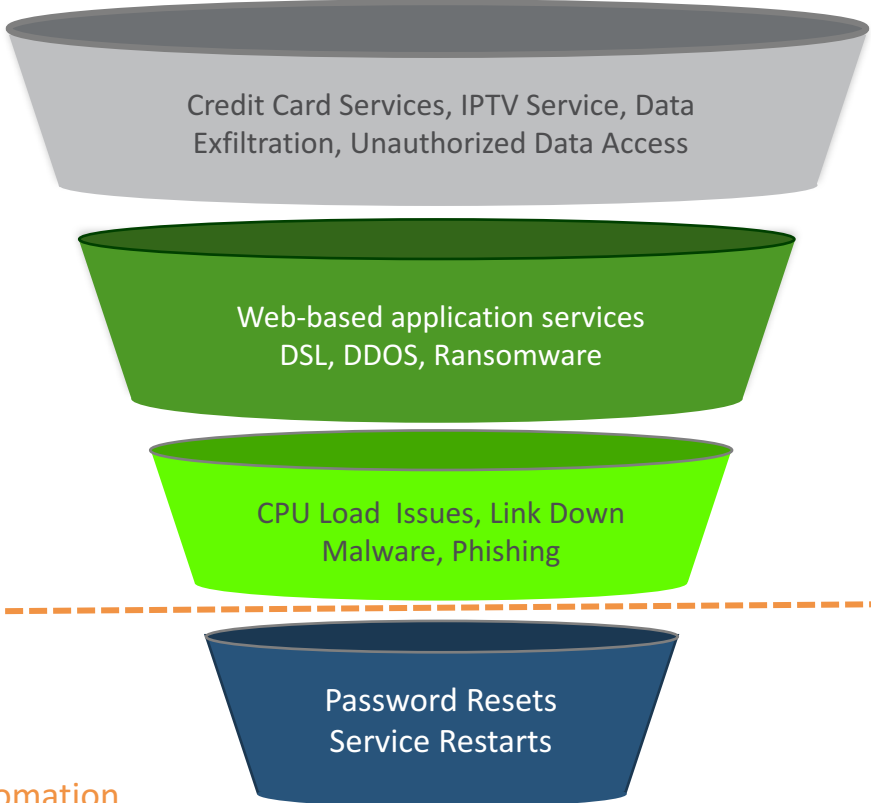 Credit Card Services, IPTV Service, Data
Exfiltration, Unauthorized Data Access
Web-based application services
DSL, DDOS, Ransomware
CPU Load  Issues, Link Down
Malware, Phishing
Password Resets
Service Restarts
omation